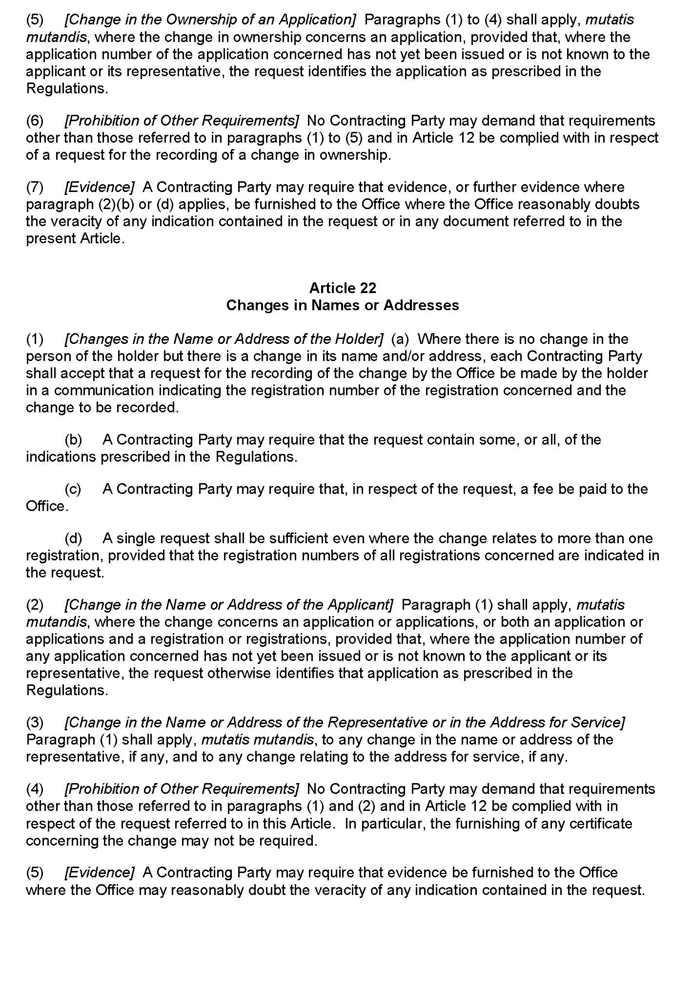 (5) [Change in the Ownership of an Application] Paragraphs (1) to (4) shall apply, mutatis
mutandis, where the change in ownership concerns an application, provided that, where the
application number of the application concerned has not yet been issued or is not known to the
applicant or its representative, the request identifies the application as prescribed in the
Regulations.
(6) [Prohibition of Other Requirements] No Contracting Party may demand that requirements
other than those referred to in paragraphs (1) to (5) and in Article 12 be complied with in respect
of a request for the recording of a change in ownership.
(7) [Evidence] A Contracting Party may require that evidence, or further evidence where
paragraph (2)(b) or (d) applies, be furnished to the Office where the Office reasonably doubts
the veracity of any indication contained in the request or in any document referred to in the
present Article.
Article 22
Changes in Names or Addresses
(1) [Changes in the Name or Address of the Holder] (a) Where there is no change in the
person of the holder but there is a change in its name and/or address, each Contracting Party
shall accept that a request for the recording of the change by the Office be made by the holder
in a communication indicating the registration number of the registration concerned and the
change to be recorded.
(b) A Contracting Party may require that the request contain some, or all, of the
indications prescribed in the Regulations.
(c) A Contracting Party may require that, in respect of the request, a fee be paid to the
Office.
(d) A single request shall be sufficient even where the change relates to more than one
registration, provided that the registration numbers of all registrations concerned are indicated in
the request.
(2) [Change in the Name or Address of the Applicant] Paragraph (1) shall apply, mutatis
mutandis, where the change concerns an application or applications, or both an application or
applications and a registration or registrations, provided that, where the application number of
any application concerned has not yet been issued or is not known to the applicant or its
representative, the request otherwise identifies that application as prescribed in the
Regulations.
(3) [Change in the Name or Address of the Representative or in the Address for Service]
Paragraph (1) shall apply, mutatis mutandis, to any change in the name or address of the
representative, if any, and to any change relating to the address for service, if any.
(4) [Prohibition of Other Requirements] No Contracting Party may demand that requirements
other than those referred to in paragraphs (1) and (2) and in Article 12 be complied with in
respect of the request referred to in this Article. In particular, the furnishing of any certificate
concerning the change may not be required.
(5) [Evidence] A Contracting Party may require that evidence be furnished to the Office
where the Office may reasonably doubt the veracity of any indication contained in the request.